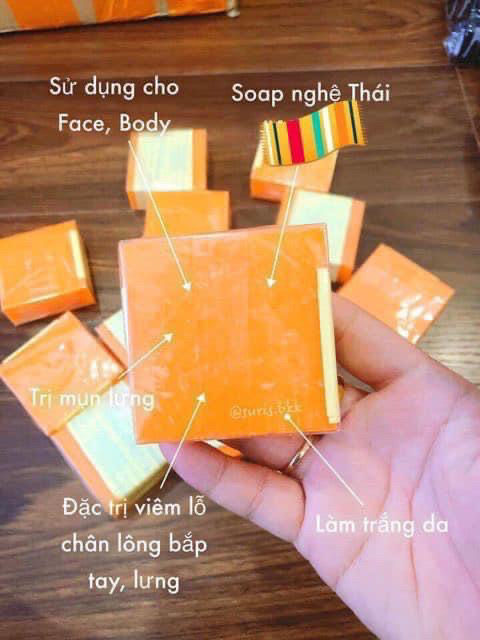 Sử dụng cho
Face, Body
Soap nghệ Thái
Trị mụn lưng
@suris.bkk
Đặc trị viêm lỗ
chân lông bắp
tay, lưng
Làm trắng da